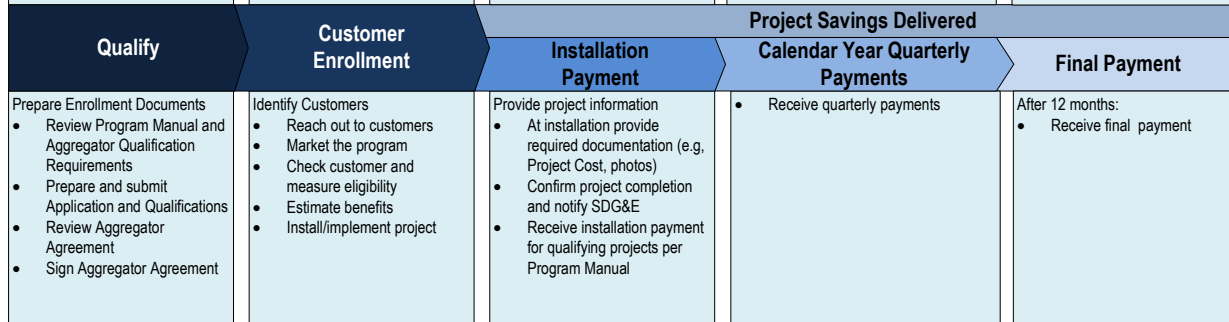 Qualify
Customer
Enrollment
Project Savings Delivered
Installation
Payment
Calendar Year Quarterly
Payments
Final Payment
Prepare Enrollment Documents
• Review Program Manual and
Aggregator Qualification
Requirements
• Prepare and submit
Application and Qualifications
• Review Aggregator
Agreement
• Sign Aggregator Agreement
Identify Customers
• Reach out to customers
• Market the program
• Check customer and
measure eligibility
• Estimate benefits
• Install/implement project
Provide project information
• At installation provide
required documentation (e.g,
Project Cost, photos)
• Confirm project completion
and notify SDG&E
• Receive installation payment
for qualifying projects per
Program Manual
• Receive quarterly payments
After 12 months:
• Receive final payment